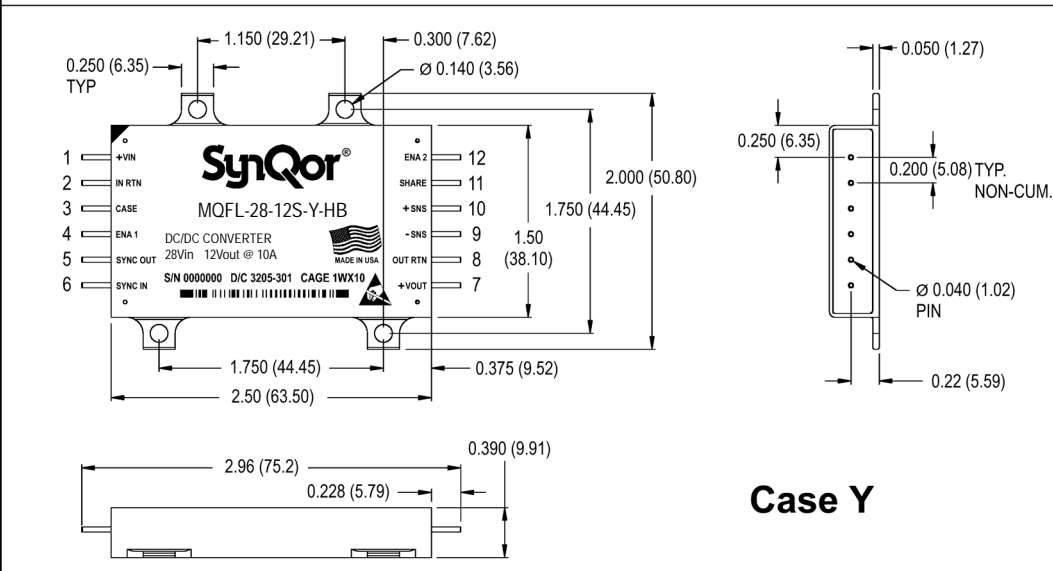 1.150 (29.21)
0.300 (7.62)
0.250 (6.35)
TYP
Ø 0.140 (3.56)
0.050 (1.27)
SynQor®
MQFL-28-12S-Y-HB
DC/DC CONVERTER
28Vin 12Vout @ 10A
MADE IN USA
S/N 0000000 D/C 3205-301 CAGE 1WX10
1 +VIN
2 IN RTN
3 CASE
4 ENA 1
5 SYNC OUT
6 SYNC IN
ENA 2 12
SHARE 11
+SNS 10
-SNS 9
OUT RTN 8
+VOUT 7
2.000 (50.80)
1.750 (44.45)
1.50
(38.10)
0.250 (6.35)
0.200 (5.08) TYP.
NON-CUM.
Ø 0.040 (1.02)
PIN
0.22 (5.59)
1.750 (44.45)
0.375 (9.52)
2.50 (63.50)
0.390 (9.91)
2.96 (75.2)
0.228 (5.79)
Case Y